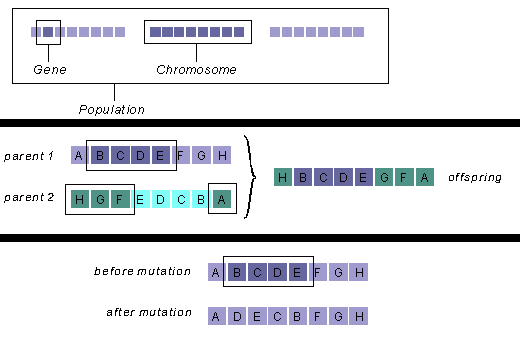 Gene
Chromosome
Population
parent 1 A B C D E F G H
parent 2 H G F E D C B A
H B C D E G F A offspring
before mutation A B C D E F G H
after mutation A D E C B F G H